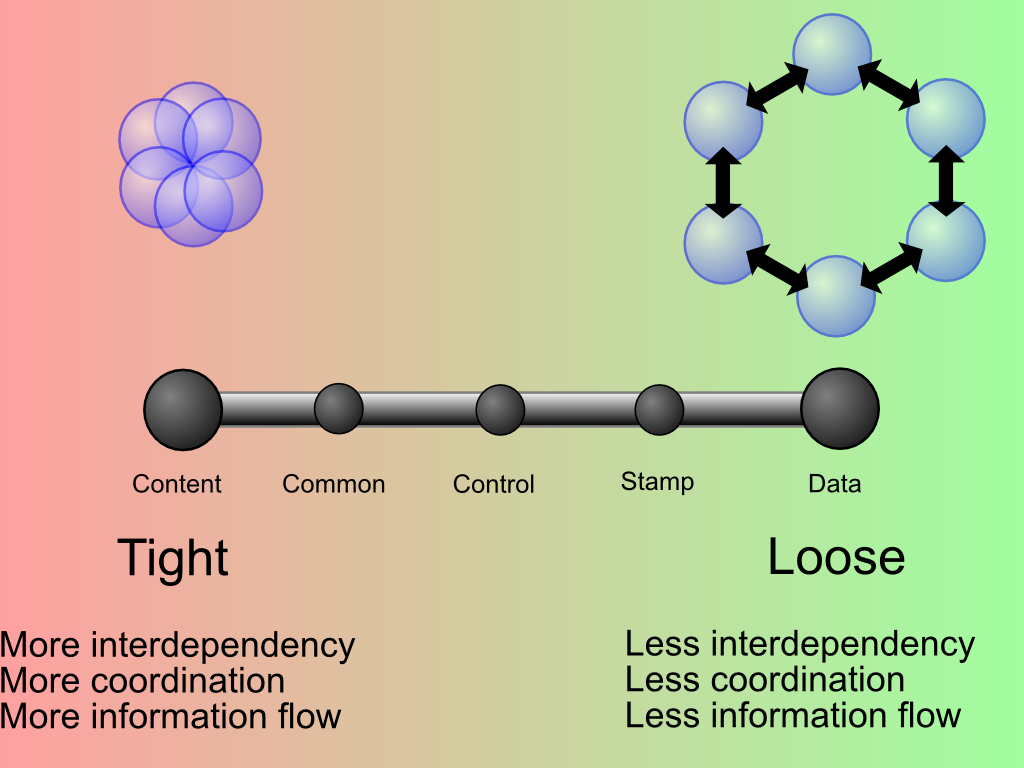 Content
Common
Control
Stamp
Data
Tight
Loose
More interdependency
More coordination
More information flow
Less interdependency
Less coordination
Less information flow